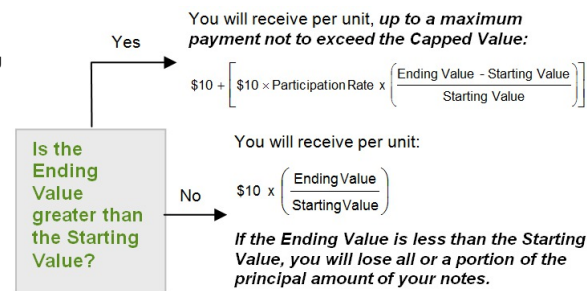 You will receive per unit, up to a maximum
payment not to exceed the Capped Value:
Yes
$10 + [ $10 × Participation Rate x ( Ending Value - Starting Value
Starting Value ) ]
Is the
Ending
Value
greater than
the Starting
Value?
No
You will receive per unit:
$10 x ( Ending Value
Starting Value )
If the Ending Value is less than the Starting
Value, you will lose all or a portion of the
principal amount of your notes.